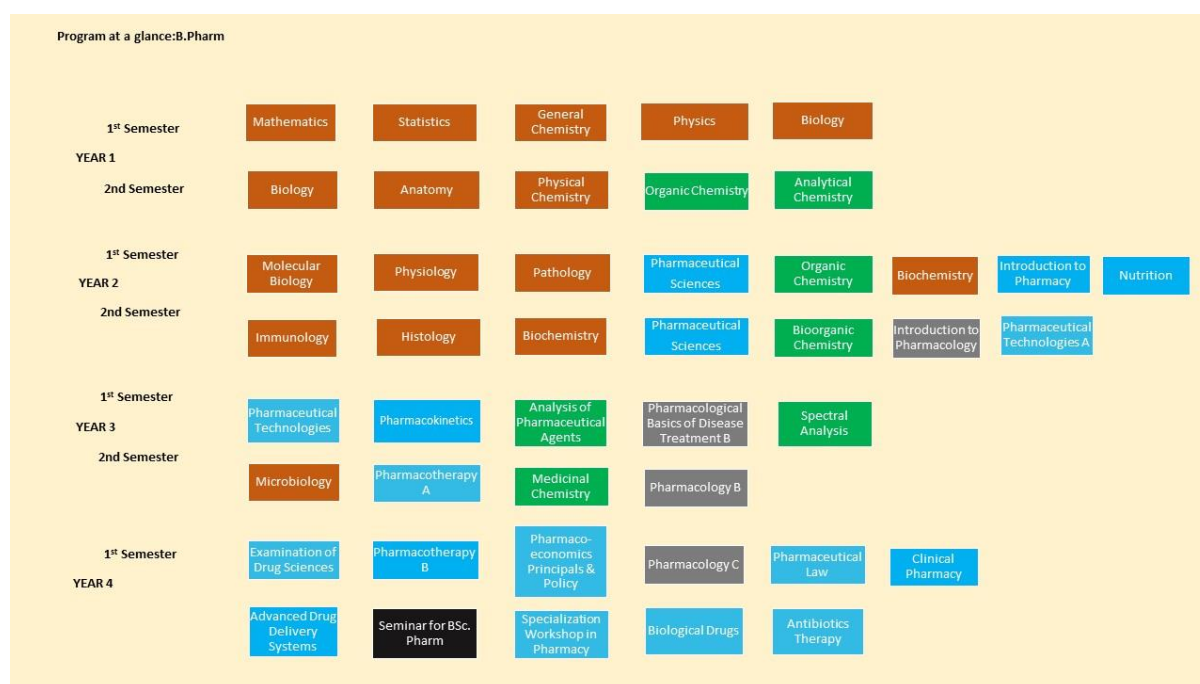 Program at a glance:B.Pharm
1st Semester
Mathematics
Statistics
General
Chemistry
Physics
Biology
YEAR 1
2nd Semester
Biology
Anatomy
Physical
Chemistry
Organic Chemistry
Analytical
Chemistry
1st Semester
Molecular
Biology
Physiology
Pathology
Pharmaceutical
Sciences
Organic
Chemistry
Biochemistry
Introduction to
Pharmacy
Nutrition
YEAR 2
2nd Semester
Immunology
Histology
Biochemistry
Pharmaceutical
Sciences
Bioorganic
Chemistry
Introduction to
Pharmacology
Pharmaceutical
Technologies A
1st Semester
Pharmaceutical
Technologies
Pharmacokinetics
Analysis of
Pharmaceutical
Agents
Pharmacological
Basics of Disease
Treatment B
Spectral
Analysis
YEAR 3
2nd Semester
Microbiology
Pharmacotherapy
A
Medicinal
Chemistry
Pharmacology B
1st Semester
Examination of
Drug Sciences
Pharmacotherapy
B
Pharmaco-
economics
Principals &
Policy
Pharmacology C
Pharmaceutical
Law
Clinical
Pharmacy
YEAR 4
Advanced Drug
Delivery
Systems
Seminar for BSc.
Pharm
Specialization
Workshop in
Pharmacy
Biological Drugs
Antibiotics
Therapy